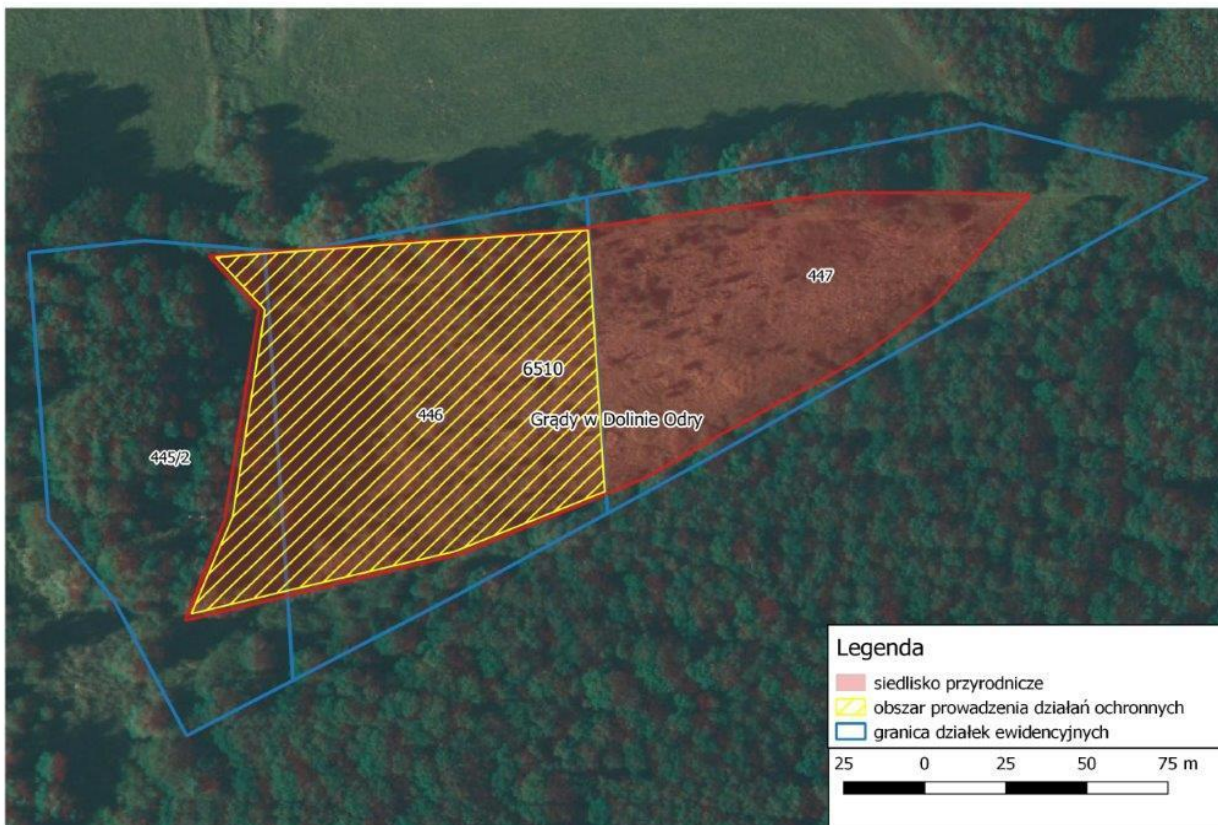 447
6510
446
Grądy w Dolinie Odry
445/2
Legenda
siedlisko przyrodnicze
obszar prowadzenia działań ochronnych
granica działek ewidencyjnych
25 0 25 50 75 m